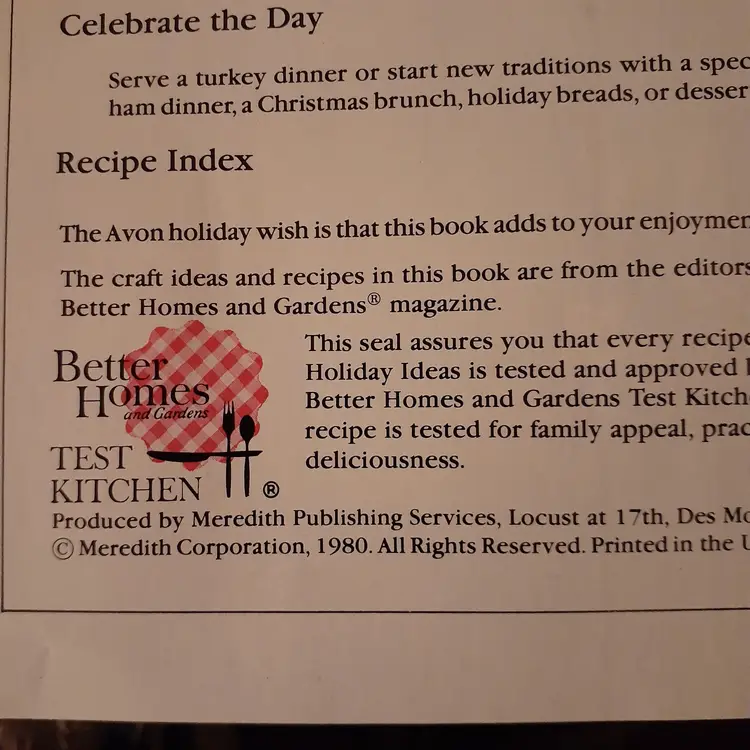 Celebrate the Day
Serve a turkey dinner or start new traditions with a spec
ham dinner, a Christmas brunch, holiday breads, or desser
Recipe Index
The Avon holiday wish is that this book adds to your enjoymen
The craft ideas and recipes in this book are from the editors
Better Homes and Gardens® magazine.
This seal assures you that every recipe
Holiday Ideas is tested and approved b
Better Homes and Gardens Test Kitche
recipe is tested for family appeal, prac
deliciousness.
Better
Homes
and Gardens
TEST
KITCHEN ®
Produced by Meredith Publishing Services, Locust at 17th, Des Mo
© Meredith Corporation, 1980. All Rights Reserved. Printed in the U